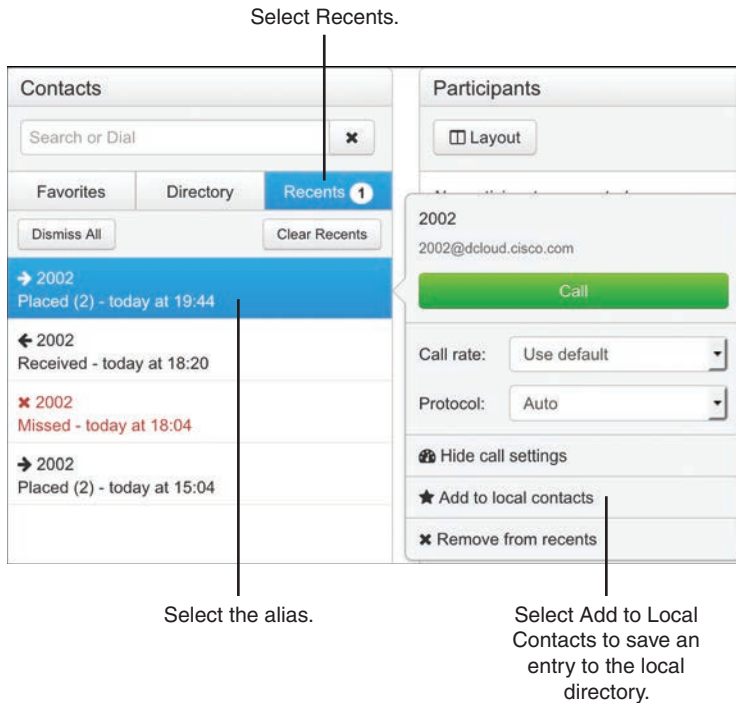 Select Recents.
Contacts
Search or Dial
Favorites Directory Recents 1
Dismiss All Clear Recents
2002
Placed (2) - today at 19:44
2002
Received - today at 18:20
2002
Missed - today at 18:04
2002
Placed (2) - today at 15:04
Participants
Layout
2002
2002@dcloud.cisco.com
Call
Call rate: Use default
Protocol: Auto
Hide call settings
Add to local contacts
Remove from recents
Select the alias.
Select Add to Local
Contacts to save an
entry to the local
directory.